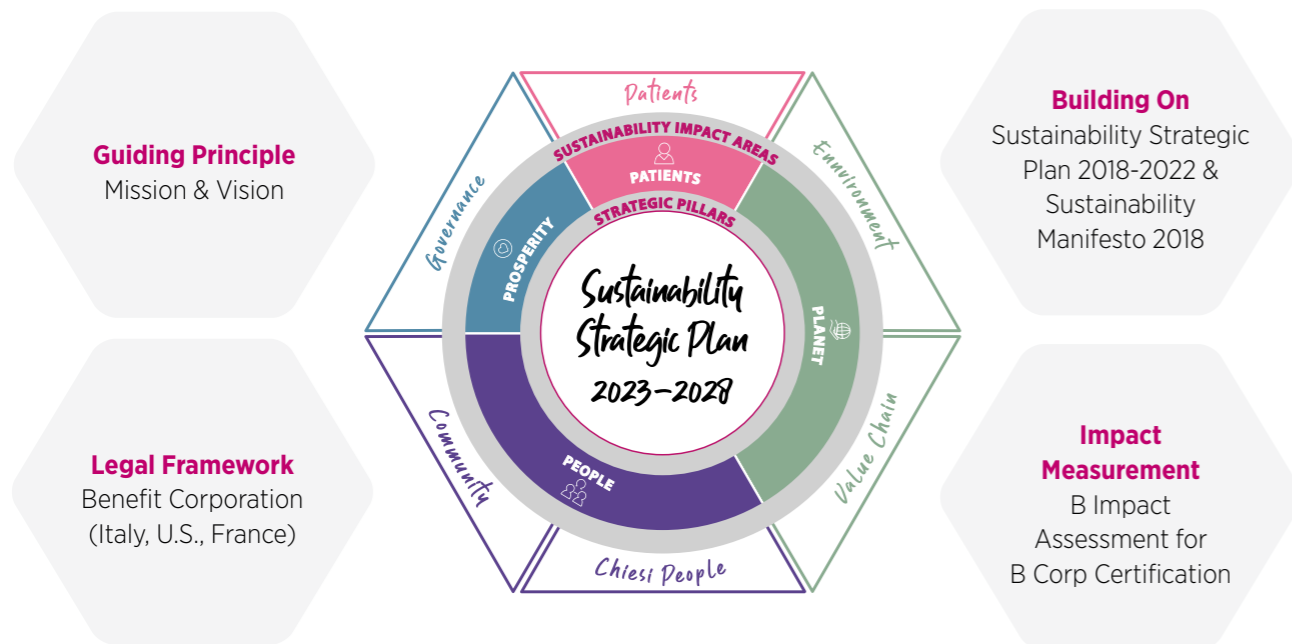 Guiding Principle
Mission & Vision
Legal Framework
Benefit Corporation
(Italy, U.S., France)
Patients
Governance
Ennvironment
Community
Value Chain
Chiesi People
SUSTAINABILITY IMPACT AREAS
PATIENTS
PROSPERITY
PLANET
PEOPLE
STRATEGIC PILLARS
Sustainability
Strategic Plan
2023–2028
Building On
Sustainability Strategic
Plan 2018-2022 &
Sustainability
Manifesto 2018
Impact
Measurement
B Impact
Assessment for
B Corp Certification